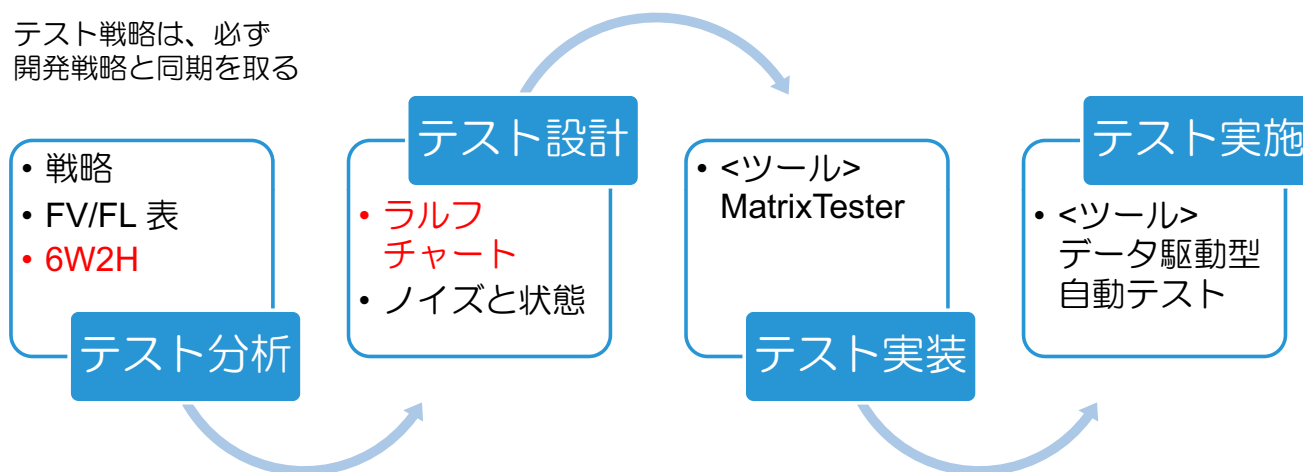 テスト戦略は、必ず
開発戦略と同期を取る
• 戦略
• FV/FL 表
• 6W2H
テスト分析
テスト設計
• ラルフ
チャート
• ノイズと状態
• <ツール>
MatrixTester
テスト実装
テスト実施
• <ツール>
データ駆動型
自動テスト